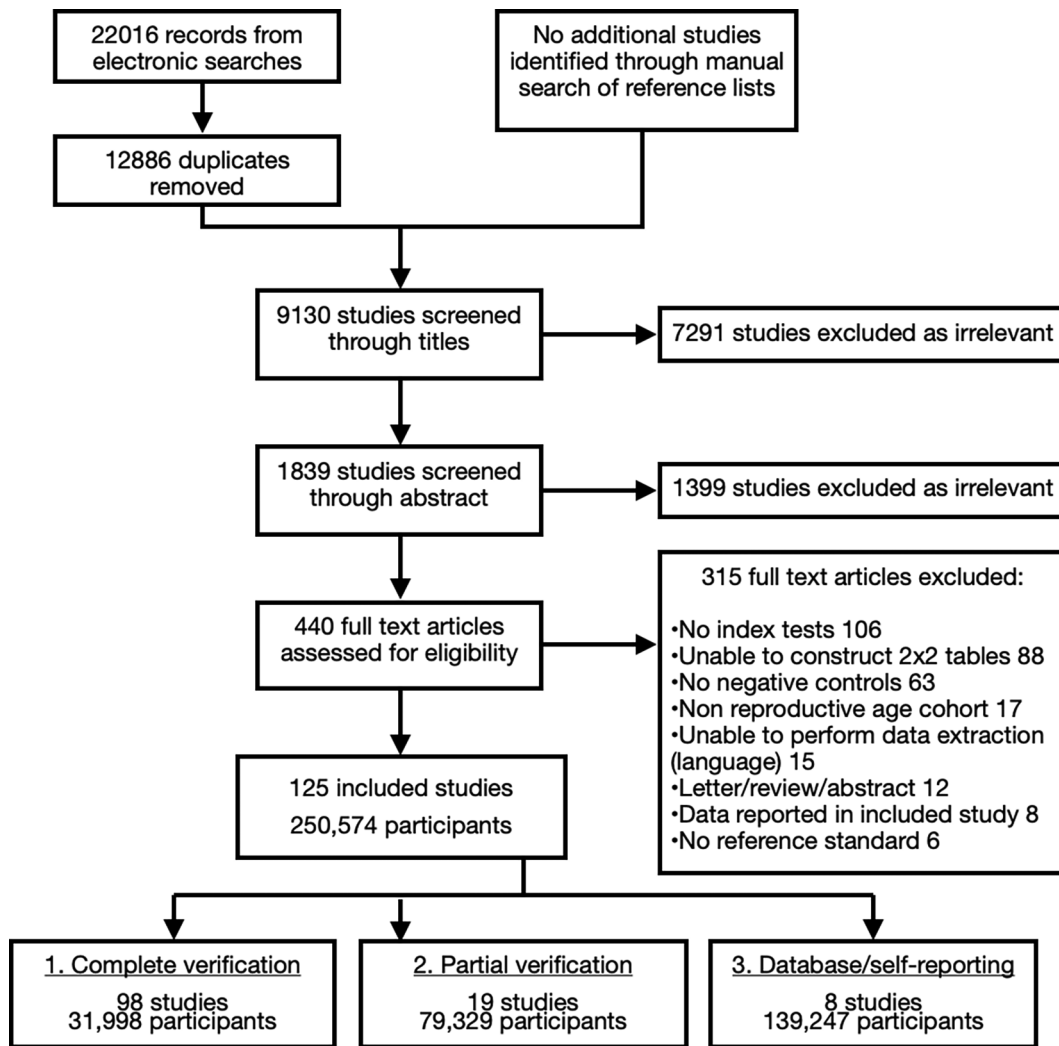 22016 records from
electronic searches
No additional studies
identified through manual
search of reference lists
12886 duplicates
removed
9130 studies screened
through titles
7291 studies excluded as irrelevant
1839 studies screened
through abstract
1399 studies excluded as irrelevant
440 full text articles
assessed for eligibility
315 full text articles excluded:
•No index tests 106
•Unable to construct 2x2 tables 88
•No negative controls 63
•Non reproductive age cohort 17
•Unable to perform data extraction
(language) 15
•Letter/review/abstract 12
•Data reported in included study 8
•No reference standard 6
125 included studies
250,574 participants
1. Complete verification
98 studies
31,998 participants
2. Partial verification
19 studies
79,329 participants
3. Database/self-reporting
8 studies
139,247 participants